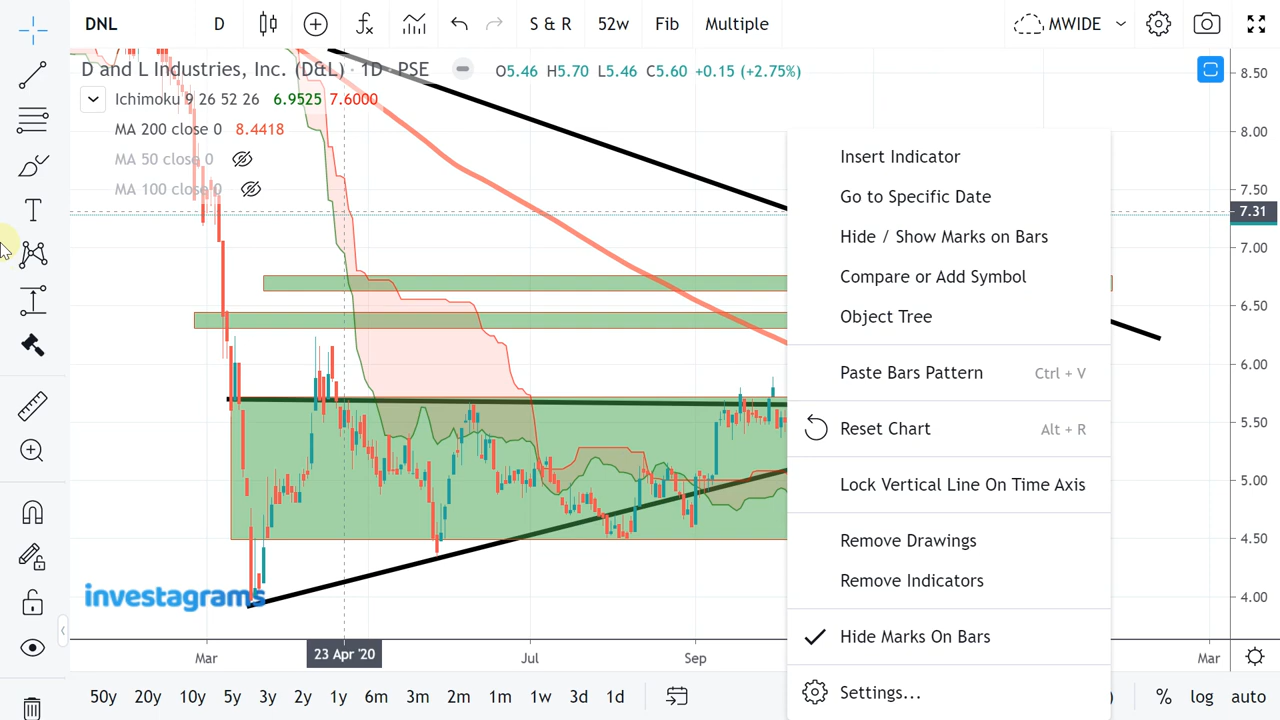 DNL D S & R 52w Fib Multiple MWIDE
D and L Industries, Inc. (D&L) · 1D · PSE O5.46 H5.70 L5.46 C5.60 +0.15 (+2.75%)
Ichimoku 9 26 52 26 6.9525 7.6000
MA 200 close 0 8.4418
MA 50 close 0
MA 100 close 0
8.50
8.00
7.50
7.31
7.00
6.50
6.00
5.50
5.00
4.50
4.00
Insert Indicator
Go to Specific Date
Hide / Show Marks on Bars
Compare or Add Symbol
Object Tree
Paste Bars Pattern Ctrl + V
Reset Chart Alt + R
Lock Vertical Line On Time Axis
Remove Drawings
Remove Indicators
Hide Marks On Bars
Settings...
investagrams
Mar 23 Apr '20 Jul Sep Mar
50y 20y 10y 5y 3y 2y 1y 6m 3m 2m 1m 1w 3d 1d ) % log auto